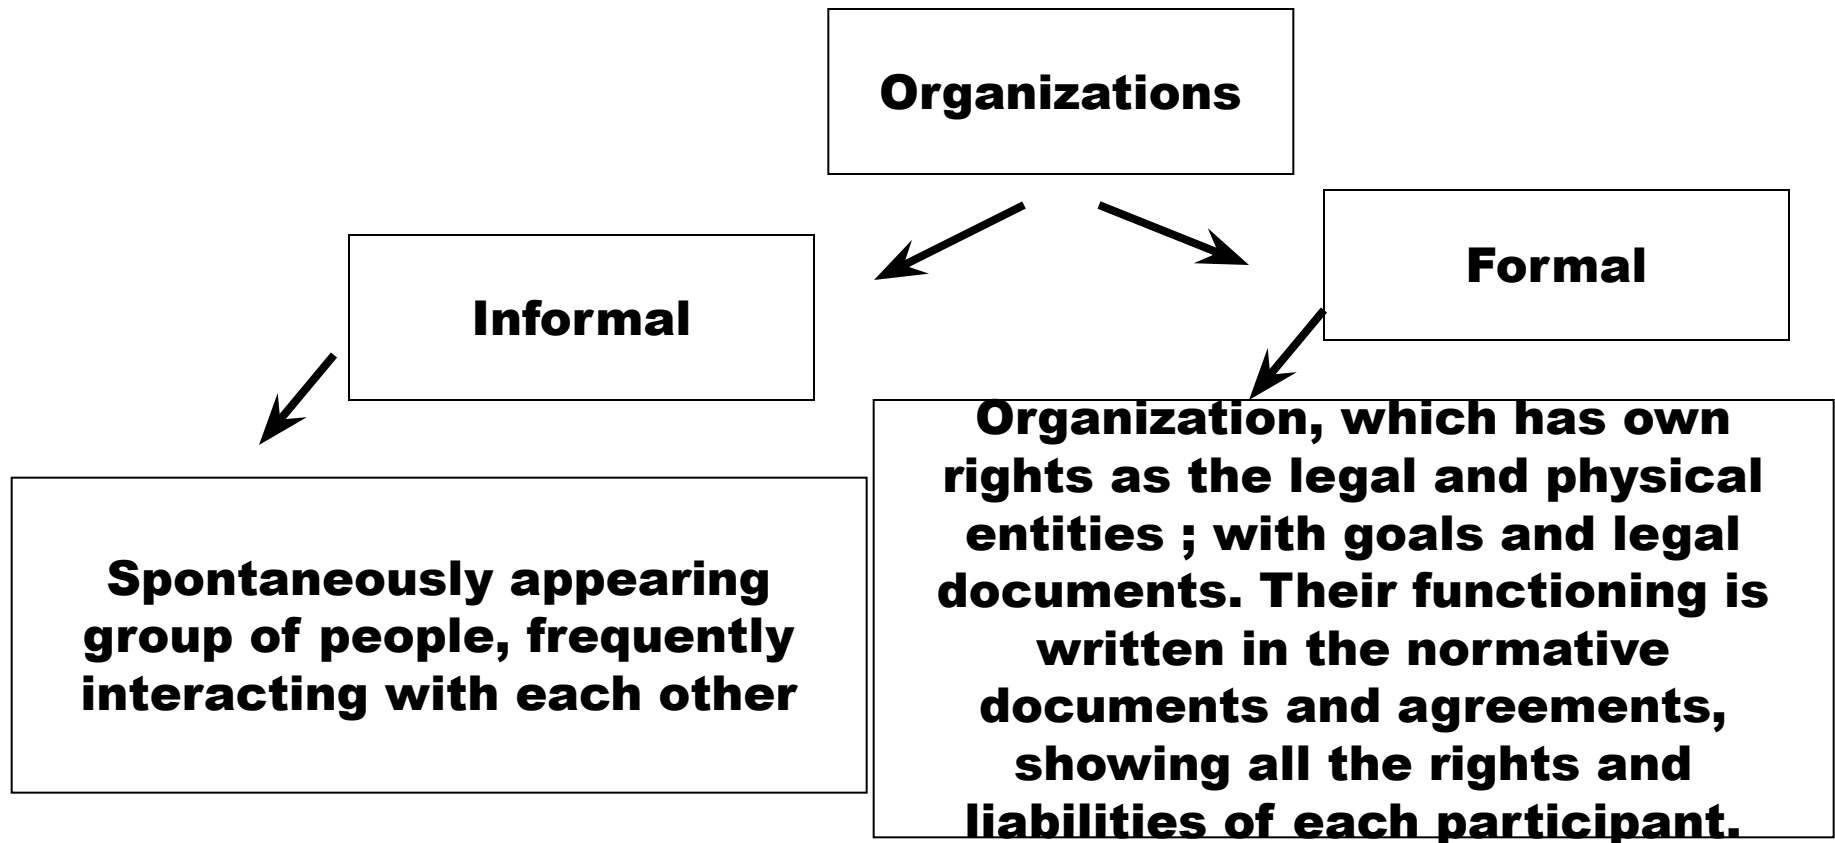 Organizations
Formal
Informal
Organization, which has own
rights as the legal and physical
entities ; with goals and legal
documents. Their functioning is
written in the normative
documents and agreements,
showing all the rights and
liabilities of each participant.
Spontaneously appearing
group of people, frequently
interacting with each other